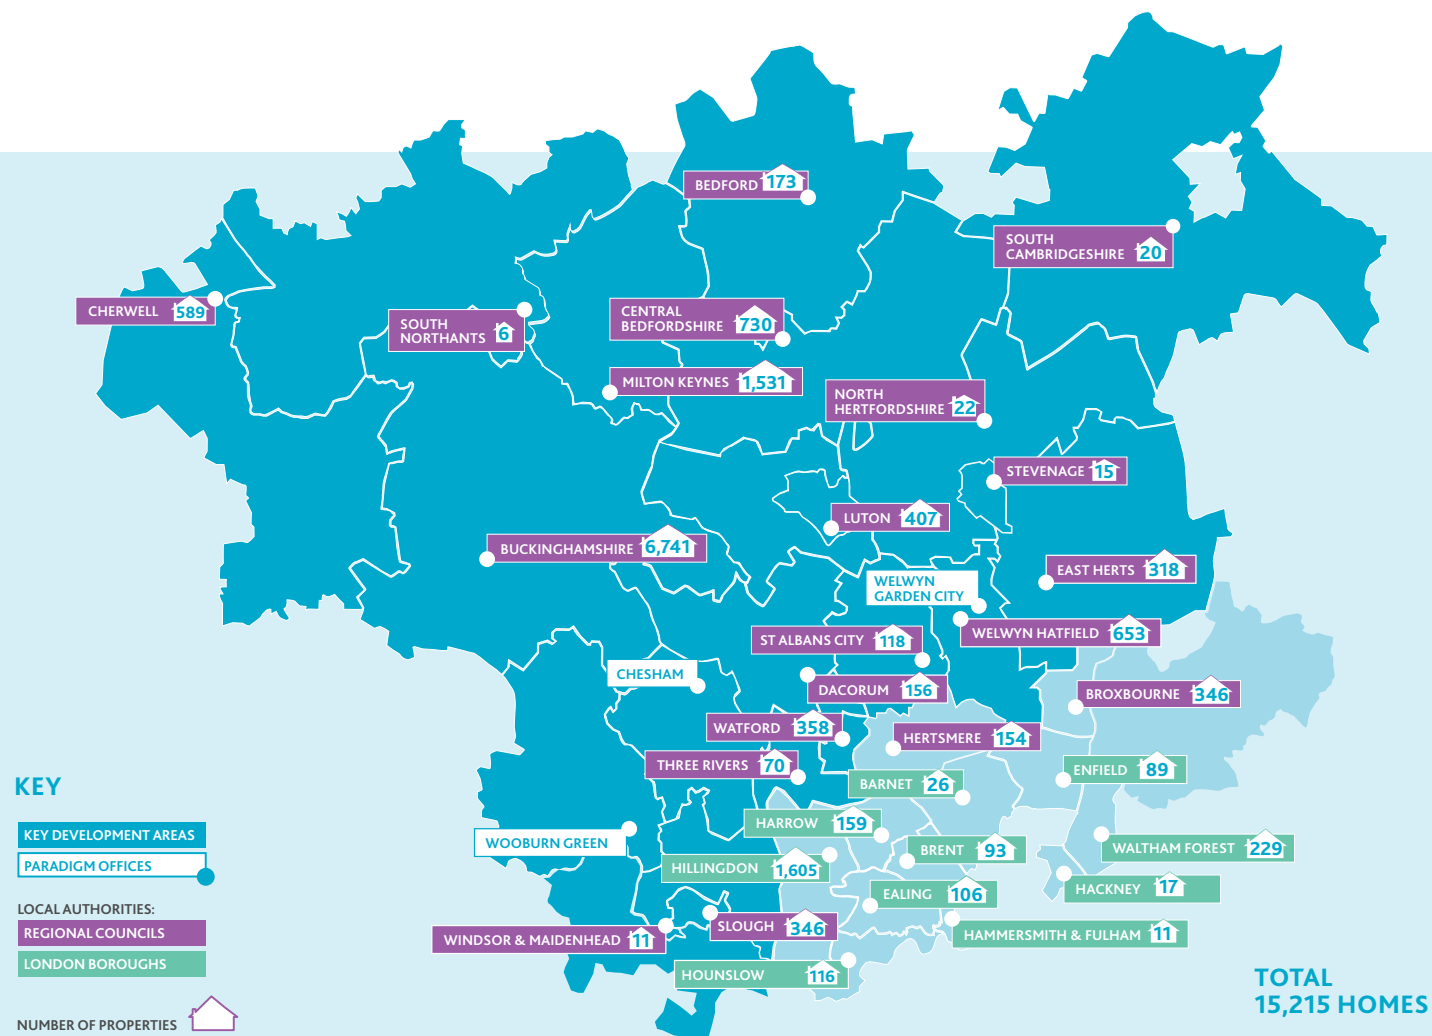 BEDFORD 173
SOUTH
CAMBRIDGESHIRE 20
CHERWELL 589
SOUTH
NORTHANTS 6
CENTRAL
BEDFORDSHIRE 730
MILTON KEYNES 1,531
NORTH
HERTFORDSHIRE 22
STEVENAGE 15
LUTON 407
BUCKINGHAMSHIRE 6,741
EAST HERTS 318
WELWYN
GARDEN CITY
WELWYN HATFIELD 653
ST ALBANS CITY 118
CHESHAM
DACORUM 156
BROXBOURNE 346
WATFORD 358
HERTSMERE 154
THREE RIVERS 70
ENFIELD 89
BARNET 26
HARROW 159
WOOBURN GREEN
BRENT 93
WALTHAM FOREST 229
HILLINGDON 1,605
HACKNEY 17
EALING 106
SLOUGH 346
HAMMERSMITH & FULHAM 11
WINDSOR & MAIDENHEAD 11
HOUNSLOW 116
KEY
KEY DEVELOPMENT AREAS
PARADIGM OFFICES
LOCAL AUTHORITIES:
REGIONAL COUNCILS
LONDON BOROUGHS
NUMBER OF PROPERTIES
TOTAL
15,215 HOMES